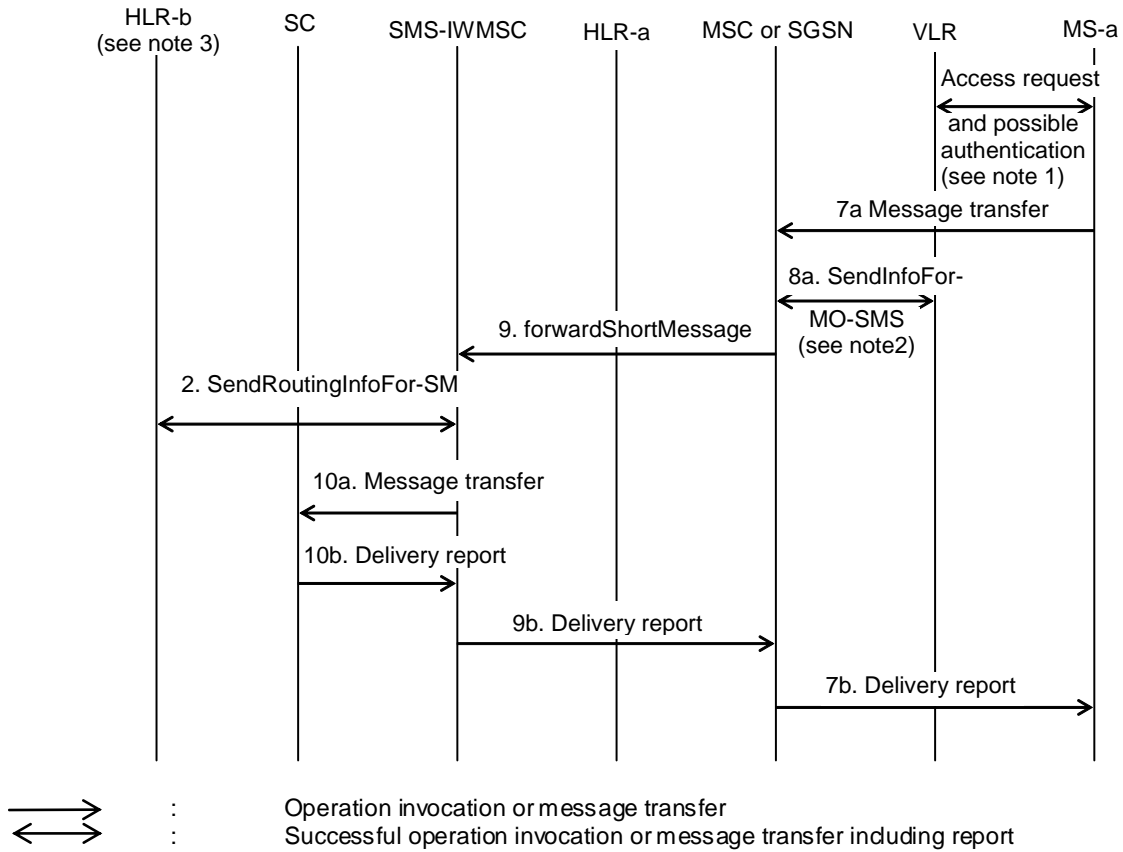 HLR-b
(see note 3)
SC
SMS-IWMSC
HLR-a
MSC or SGSN
VLR
MS-a
Access request
and possible
authentication
(see note 1)
7a Message transfer
8a. SendInfoFor-
MO-SMS
(see note2)
9. forwardShortMessage
2. SendRoutingInfoFor-SM
10a. Message transfer
10b. Delivery report
9b. Delivery report
7b. Delivery report
: Operation invocation or message transfer
: Successful operation invocation or message transfer including report